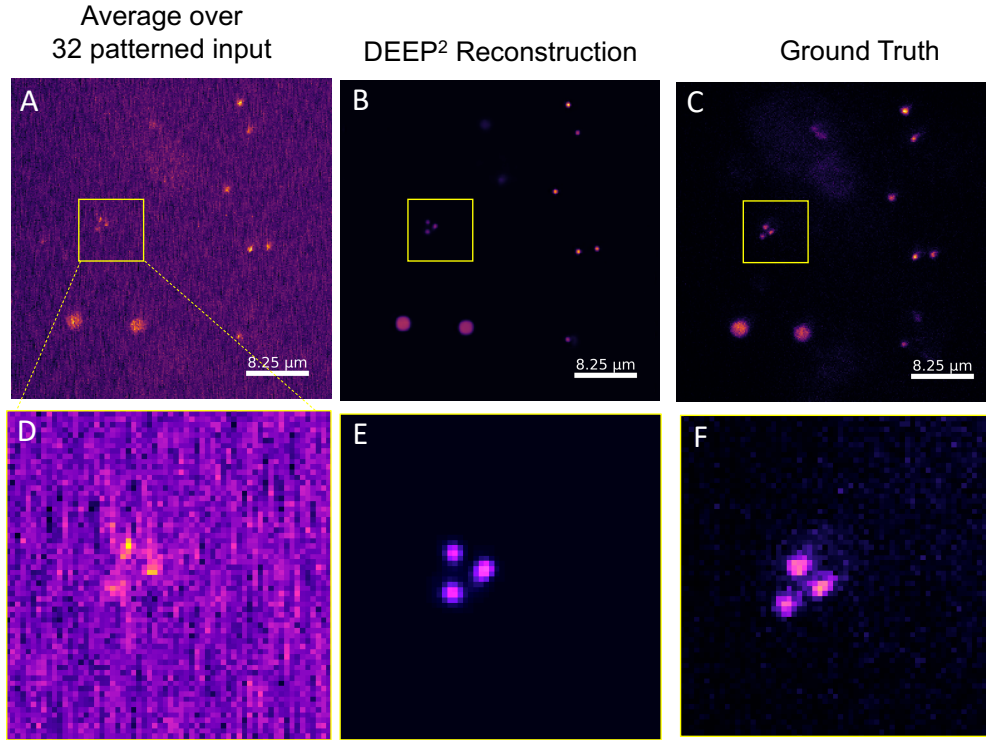 Average over
32 patterned input
DEEP² Reconstruction
Ground Truth
A
B
C
8.25 μm
8.25 μm
8.25 μm
D
E
F